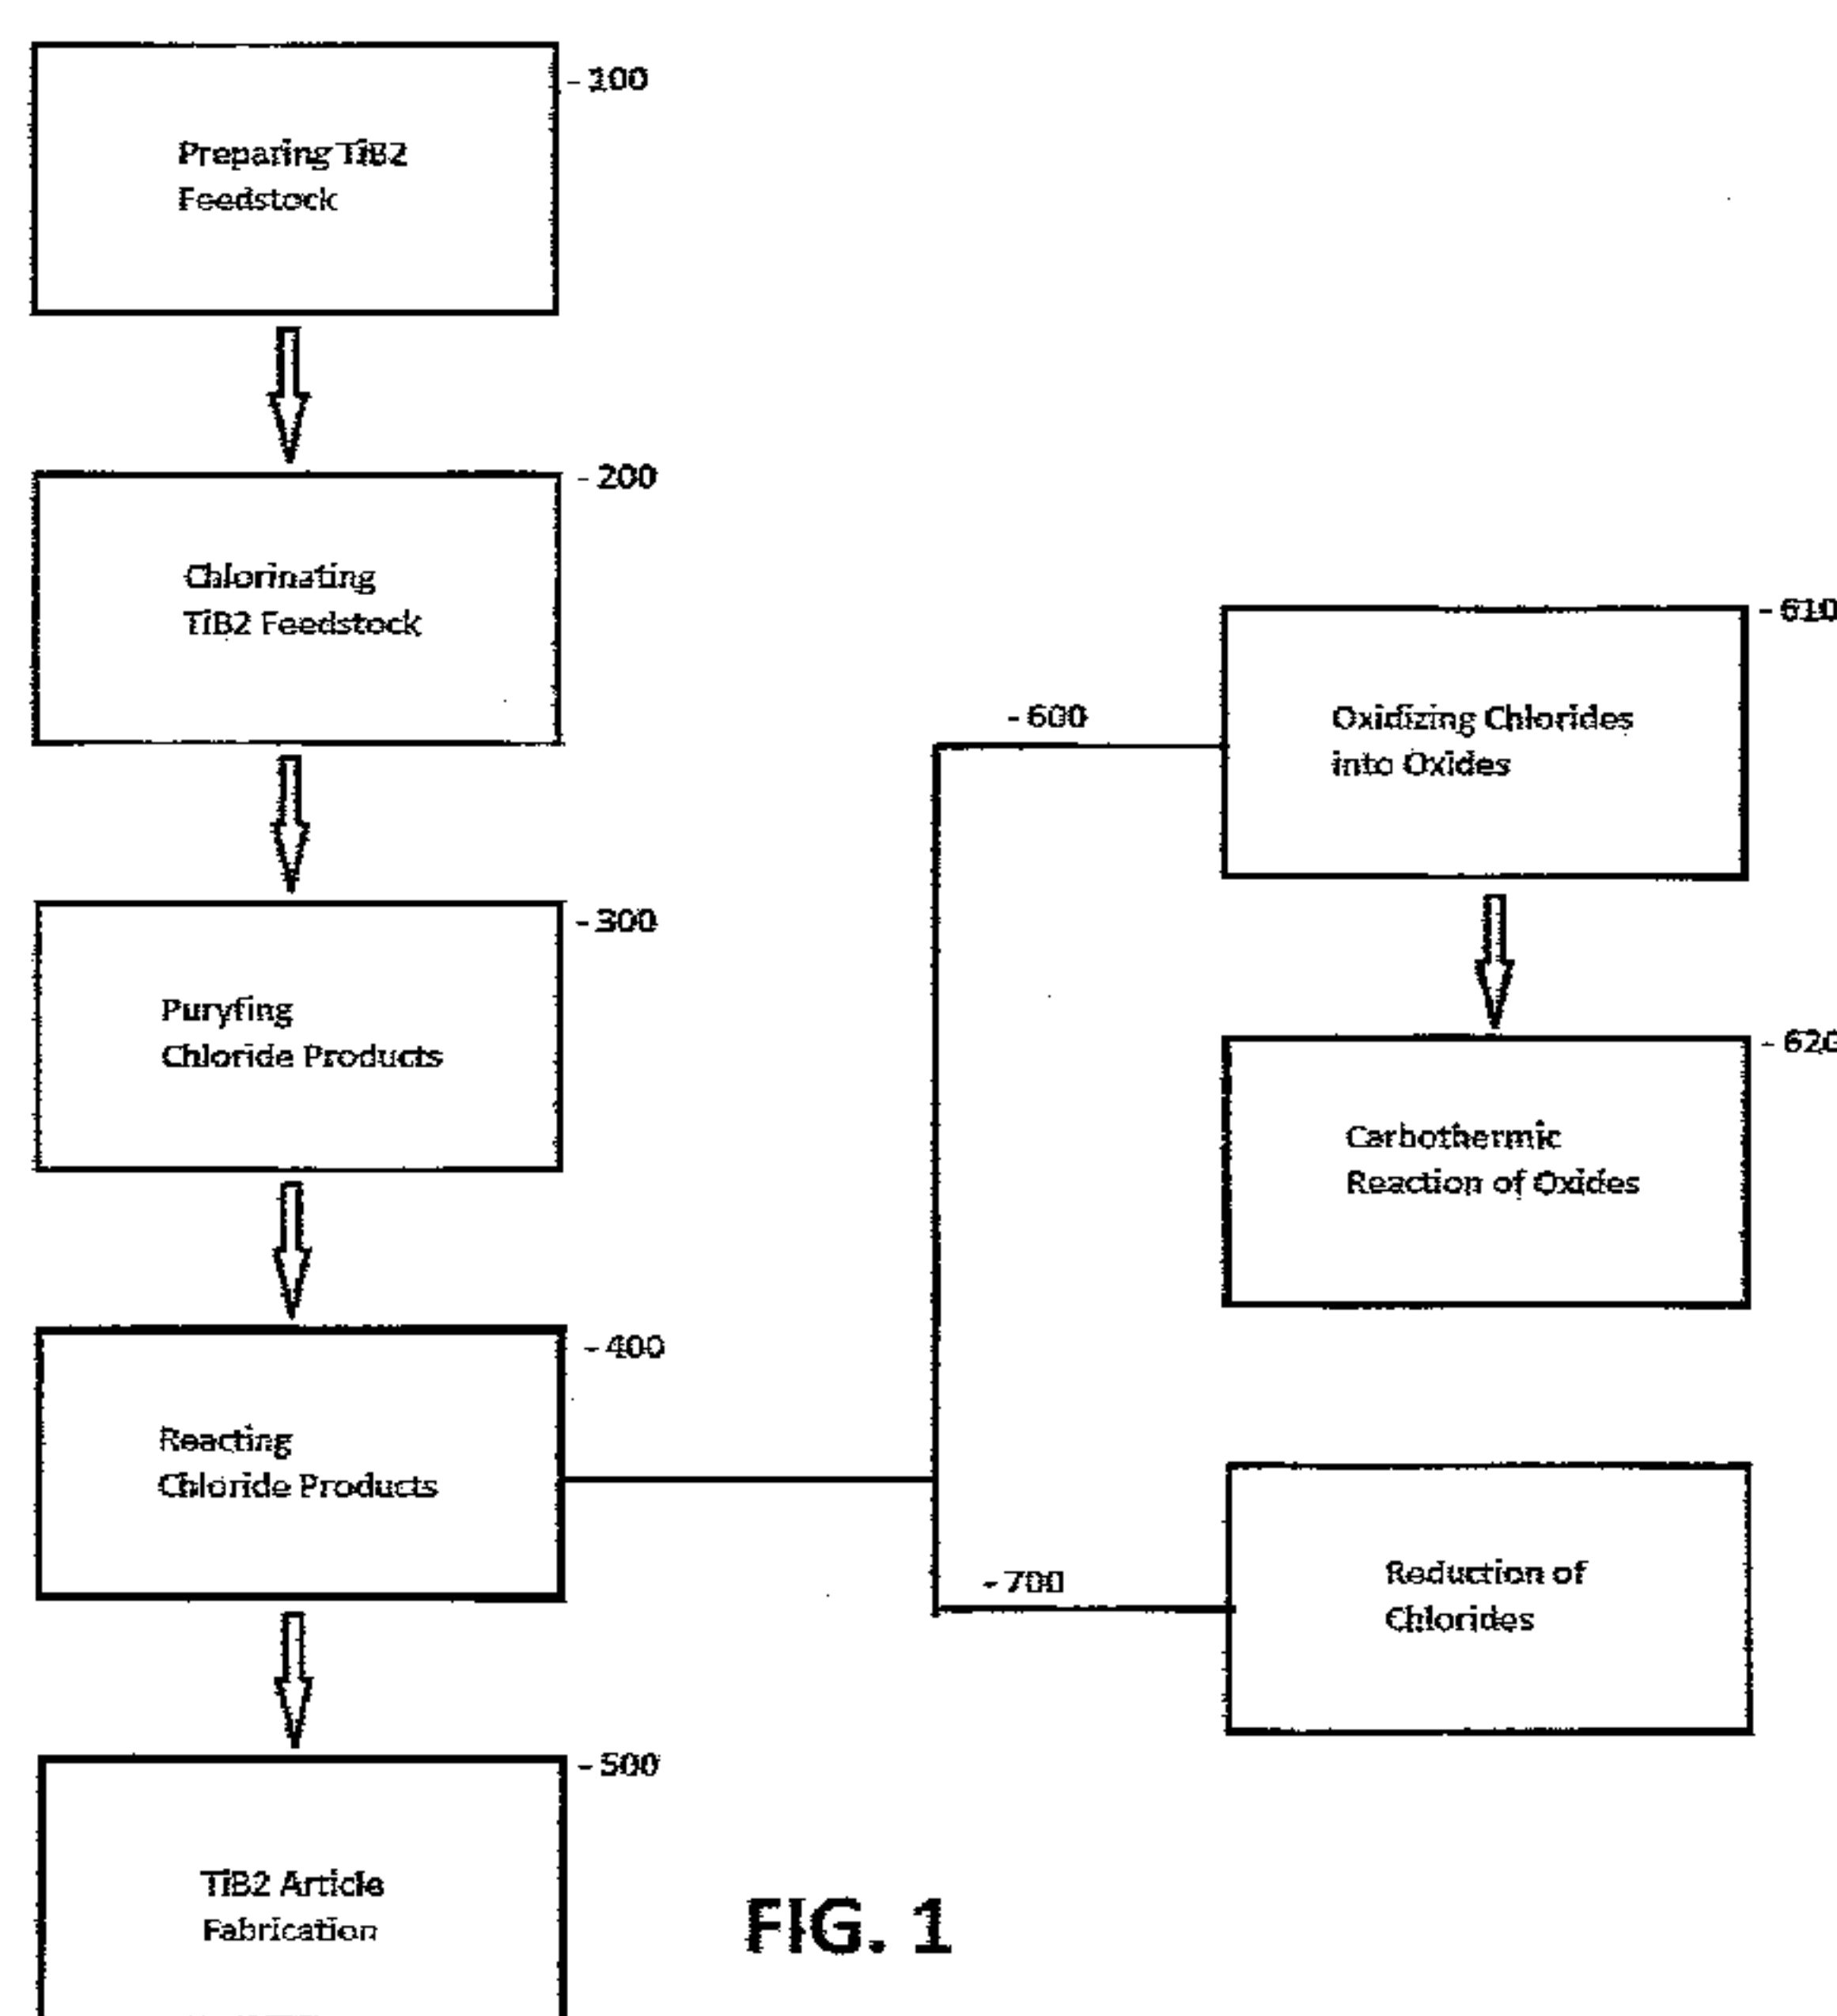 - 100
Preparing TiB2
Feedstock
- 200
Chlorinating
TiB2 Feedstock
- 300
Puryfing
Chloride Products
- 400
Reacting
Chloride Products
- 500
TiB2 Article
Fabrication
- 600
- 610
Oxidizing Chlorides
into Oxides
- 620
Carbothermic
Reaction of Oxides
- 700
Reduction of
Chlorides
FIG. 1